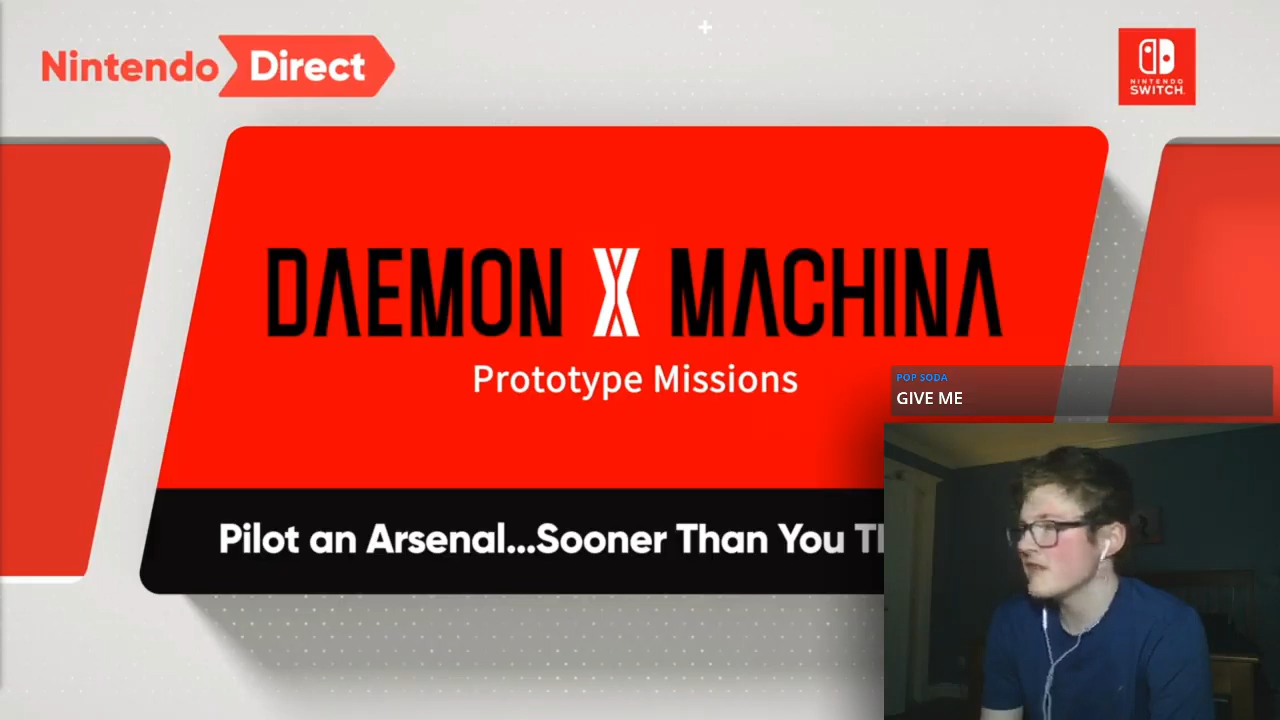 Nintendo Direct
NINTENDO
SWITCH
DAEMON X MACHINA
Prototype Missions
POP SODA
GIVE ME
Pilot an Arsenal...Sooner Than You